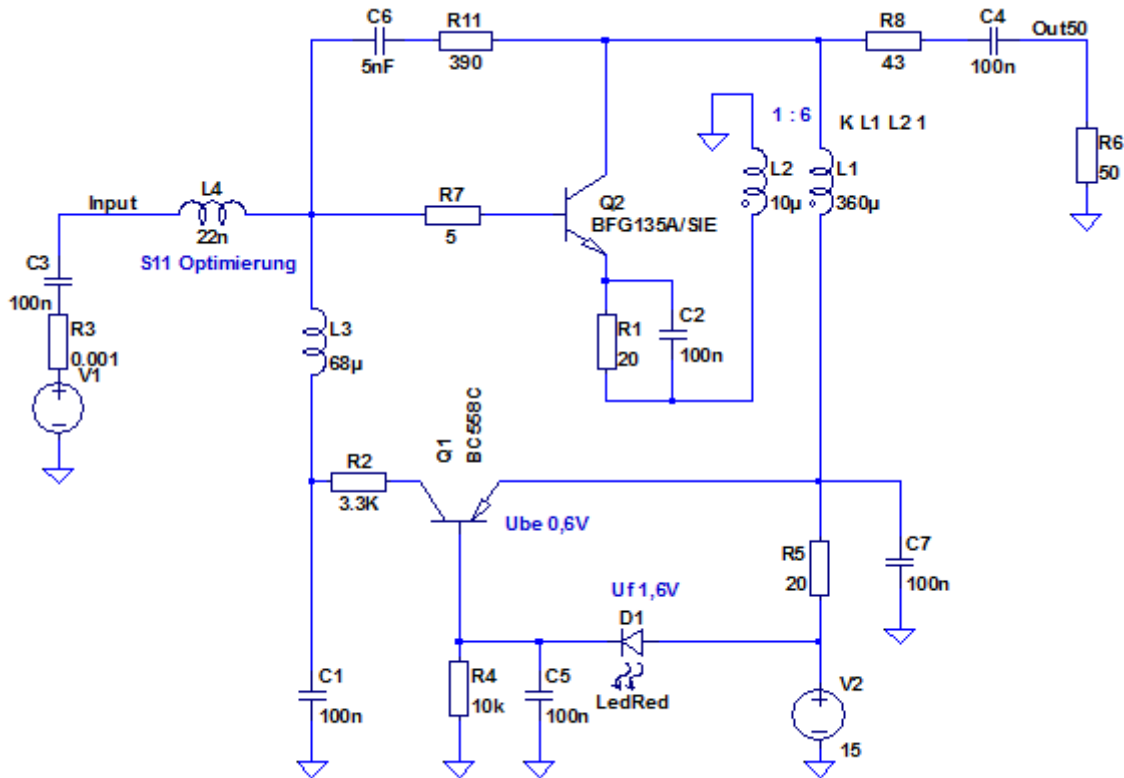 C6
5nF
R11
390
R8
43
C4
100n
Out50
1 : 6
K L1 L2 1
R6
50
L2
10µ
L1
360µ
Input
L4
22n
S11 Optimierung
R7
5
Q2
BFG135A/SIE
C3
100n
R3
0.001
V1
L3
68µ
R1
20
C2
100n
Q1
BC558C
R2
3.3K
Ube 0,6V
R5
20
C7
100n
Uf 1,6V
D1
LedRed
C1
100n
R4
10k
C5
100n
V2
15